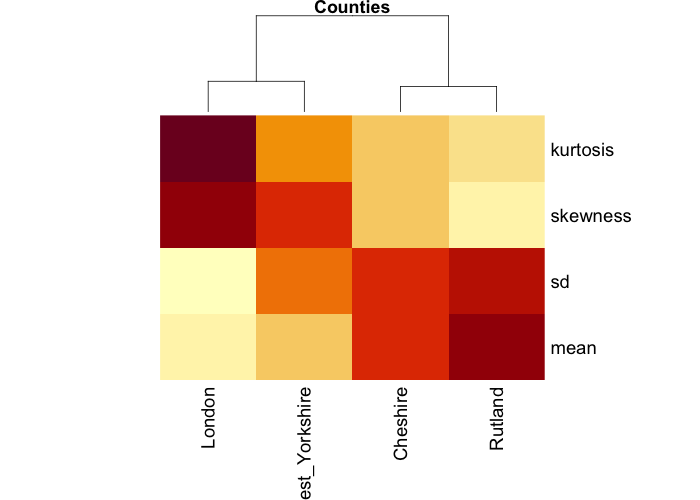 Counties
kurtosis
skewness
sd
mean
London
est_Yorkshire
Cheshire
Rutland